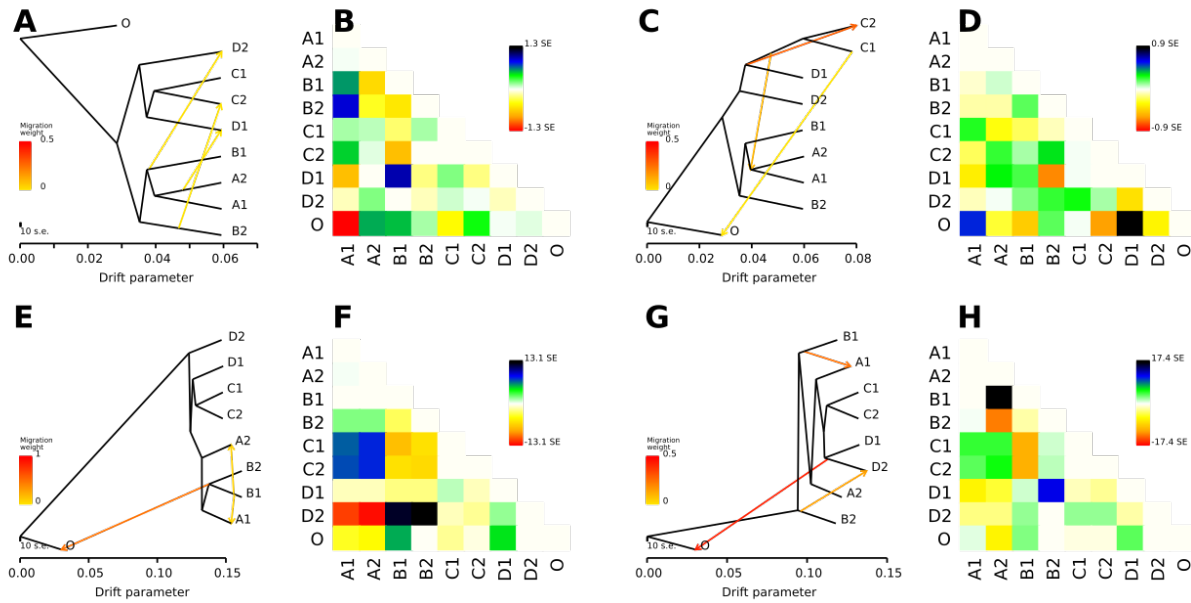 A
O
D2
C1
C2
D1
B1
A2
A1
B2
Migration
weight
0.5
0
10 s.e.
0.00 0.02 0.04 0.06
Drift parameter
B
A1
A2
B1
B2
C1
C2
D1
D2
O
A1 A2 B1 B2 C1 C2 D1 D2 O
1.3 SE
-1.3 SE
C
C2
C1
D1
D2
B1
A2
A1
B2
O
Migration
weight
0.5
0
10 s.e.
0.00 0.02 0.04 0.06 0.08
Drift parameter
D
A1
A2
B1
B2
C1
C2
D1
D2
O
A1 A2 B1 B2 C1 C2 D1 D2 O
0.9 SE
-0.9 SE
E
D2
D1
C1
C2
A2
B2
B1
A1
O
Migration
weight
1
0
10 s.e.
0.00 0.05 0.10 0.15
Drift parameter
F
A1
A2
B1
B2
C1
C2
D1
D2
O
A1 A2 B1 B2 C1 C2 D1 D2 O
13.1 SE
-13.1 SE
G
B1
A1
C1
C2
D1
D2
A2
B2
O
Migration
weight
0.5
0
10 s.e.
0.00 0.05 0.10 0.15
Drift parameter
H
A1
A2
B1
B2
C1
C2
D1
D2
O
A1 A2 B1 B2 C1 C2 D1 D2 O
17.4 SE
-17.4 SE